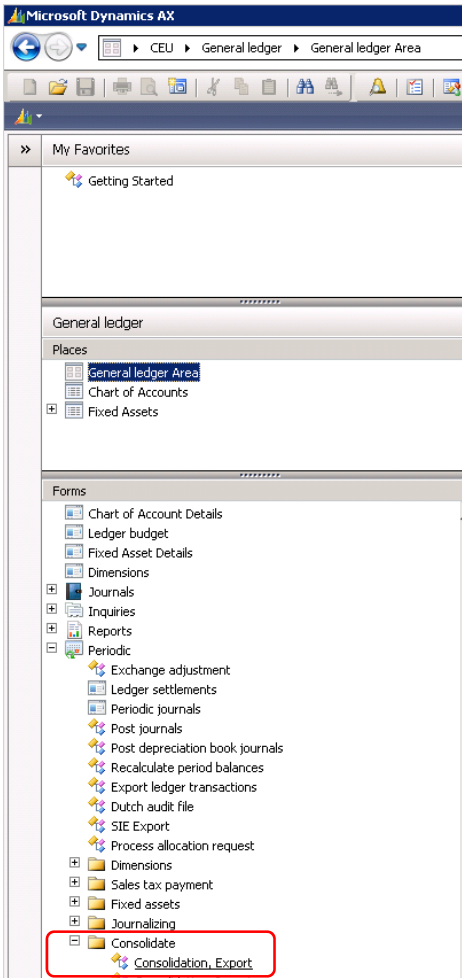 Microsoft Dynamics AX
CEU General ledger General ledger Area
My Favorites
Getting Started
General ledger
Places
General ledger Area
Chart of Accounts
Fixed Assets
Forms
Chart of Account Details
Ledger budget
Fixed Asset Details
Dimensions
Journals
Inquiries
Reports
Periodic
Exchange adjustment
Ledger settlements
Periodic journals
Post journals
Post depreciation book journals
Recalculate period balances
Export ledger transactions
Dutch audit file
SIE Export
Process allocation request
Dimensions
Sales tax payment
Fixed assets
Journalizing
Consolidate
Consolidation, Export